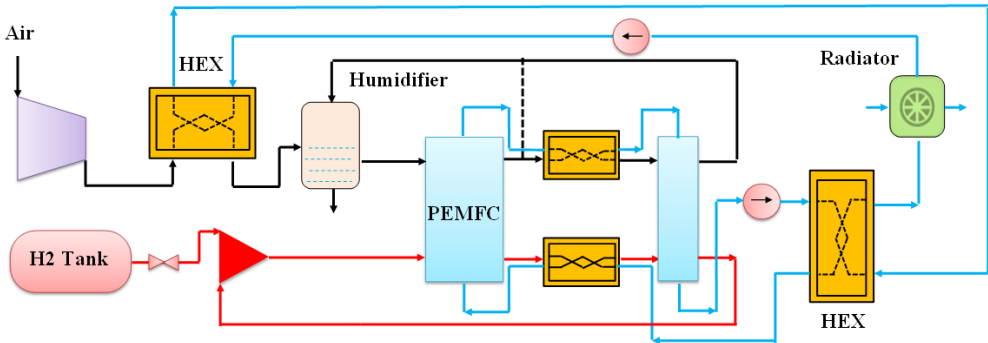 Air
HEX
Humidifier
Radiator
PEMFC
H2 Tank
HEX